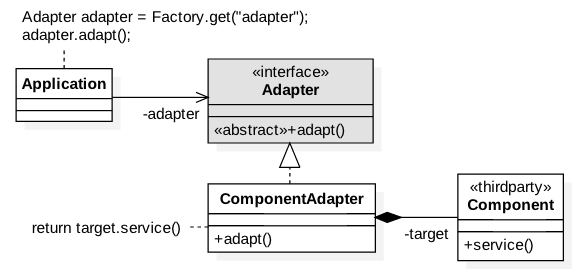 Adapter adapter = Factory.get("adapter");
adapter.adapt();
Application
-adapter
«interface»
Adapter
«abstract»+adapt()
ComponentAdapter
+adapt()
return target.service()
-target
«thirdparty»
Component
+service()